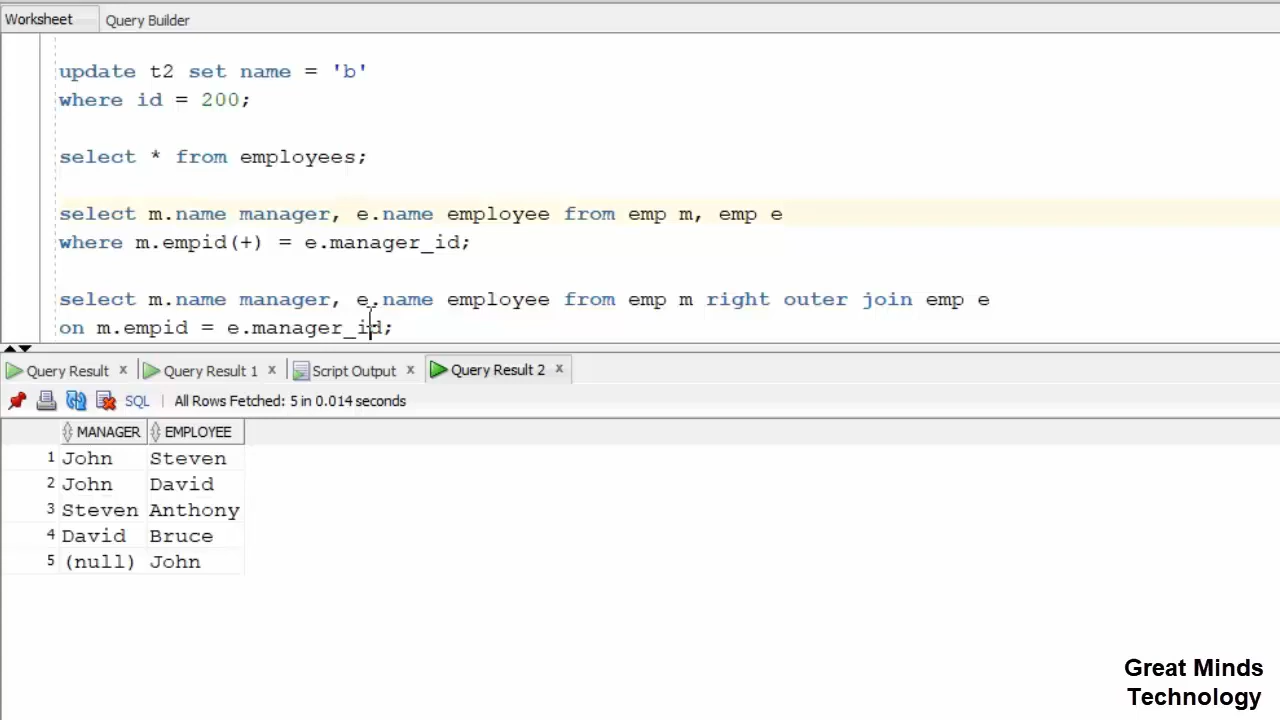 Worksheet Query Builder
update t2 set name = 'b'
where id = 200;
select * from employees;
select m.name manager, e.name employee from emp m, emp e
where m.empid(+) = e.manager_id;
select m.name manager, e.name employee from emp m right outer join emp e
on m.empid = e.manager_id;
Query Result x Query Result 1 x Script Output x Query Result 2 x
SQL | All Rows Fetched: 5 in 0.014 seconds
MANAGER EMPLOYEE
1 John Steven
2 John David
3 Steven Anthony
4 David Bruce
5 (null) John
Great Minds
Technology